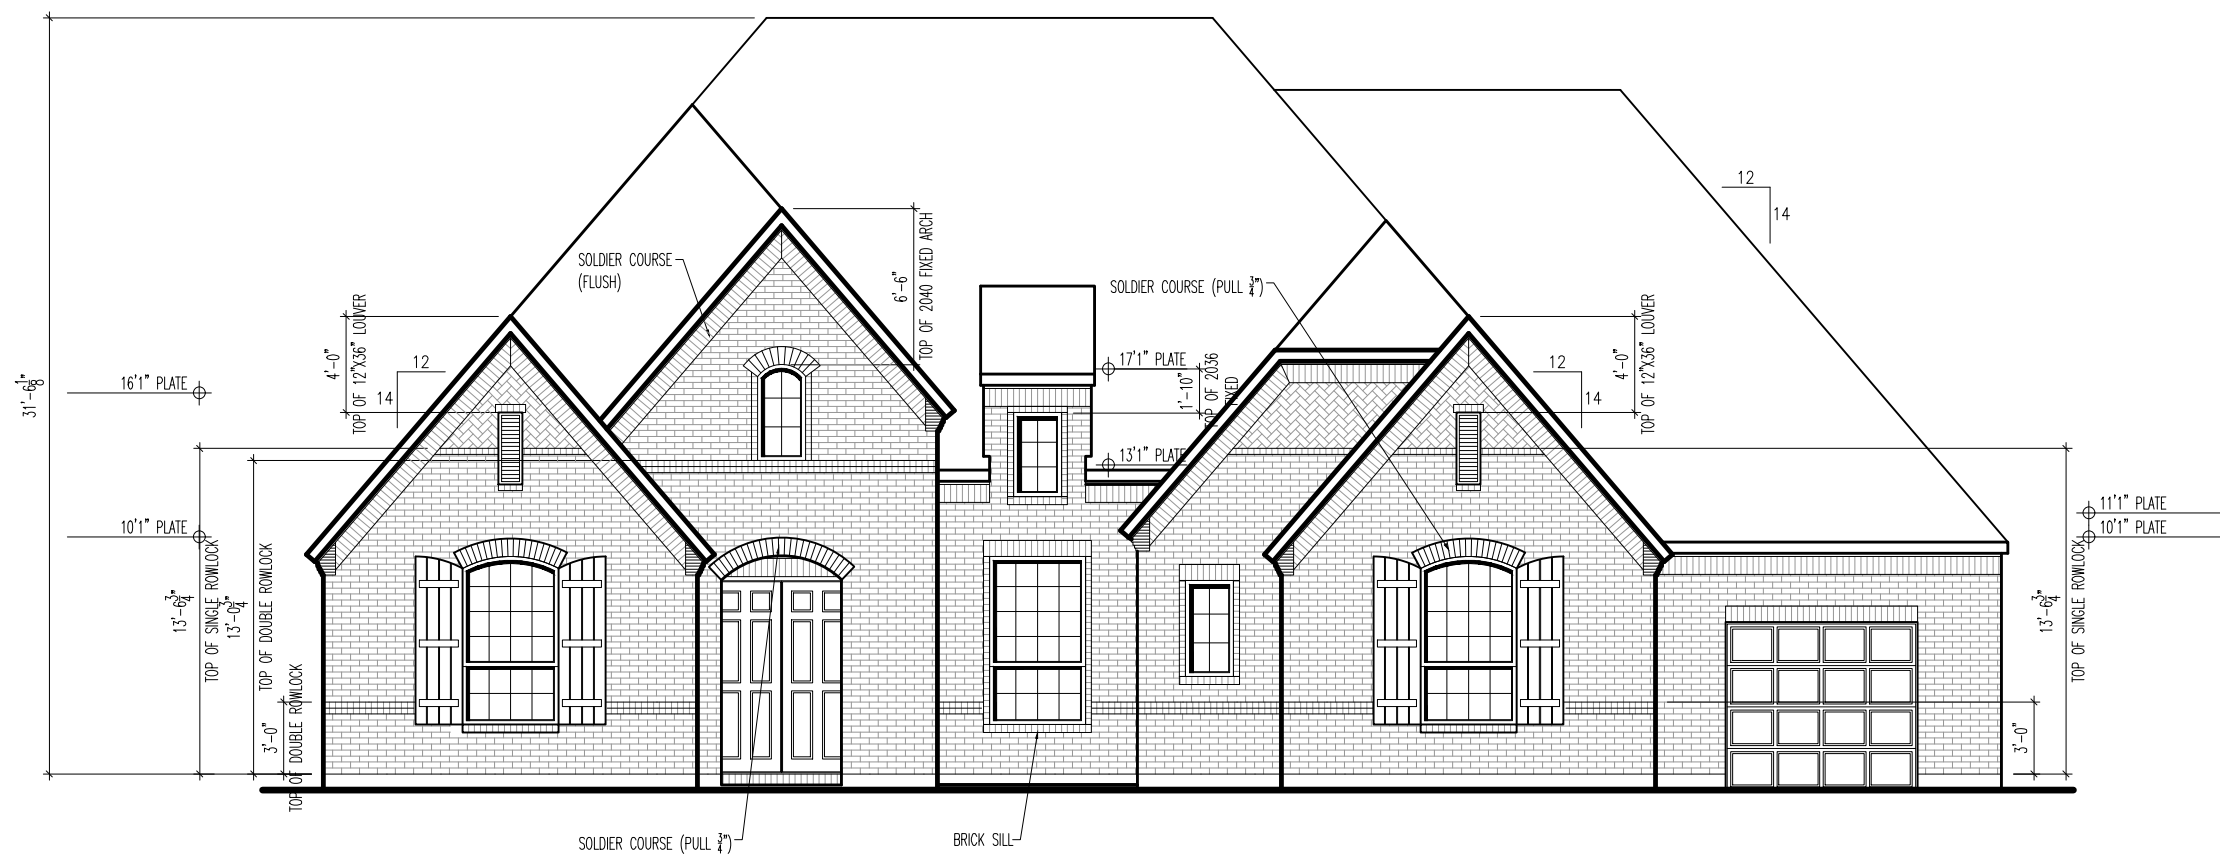 31'-6 1/8"
16'1" PLATE
10'1" PLATE
13'-6 3/4"
TOP OF SINGLE ROWLOCK
13'-0 3/4"
TOP OF DOUBLE ROWLOCK
3'-0"
TOP OF DOUBLE ROWLOCK
4'-0"
TOP OF 12"X36" LOUVER
12
14
SOLDIER COURSE
(FLUSH)
6'-6"
TOP OF 2040 FIXED ARCH
17'1" PLATE
1'-10"
TOP OF 2036
FIXED
13'1" PLATE
SOLDIER COURSE (PULL 3/4")
12
14
4'-0"
TOP OF 12"X36" LOUVER
12
14
11'1" PLATE
10'1" PLATE
13'-6 3/4"
TOP OF SINGLE ROWLOCK
3'-0"
SOLDIER COURSE (PULL 3/4")
BRICK SILL